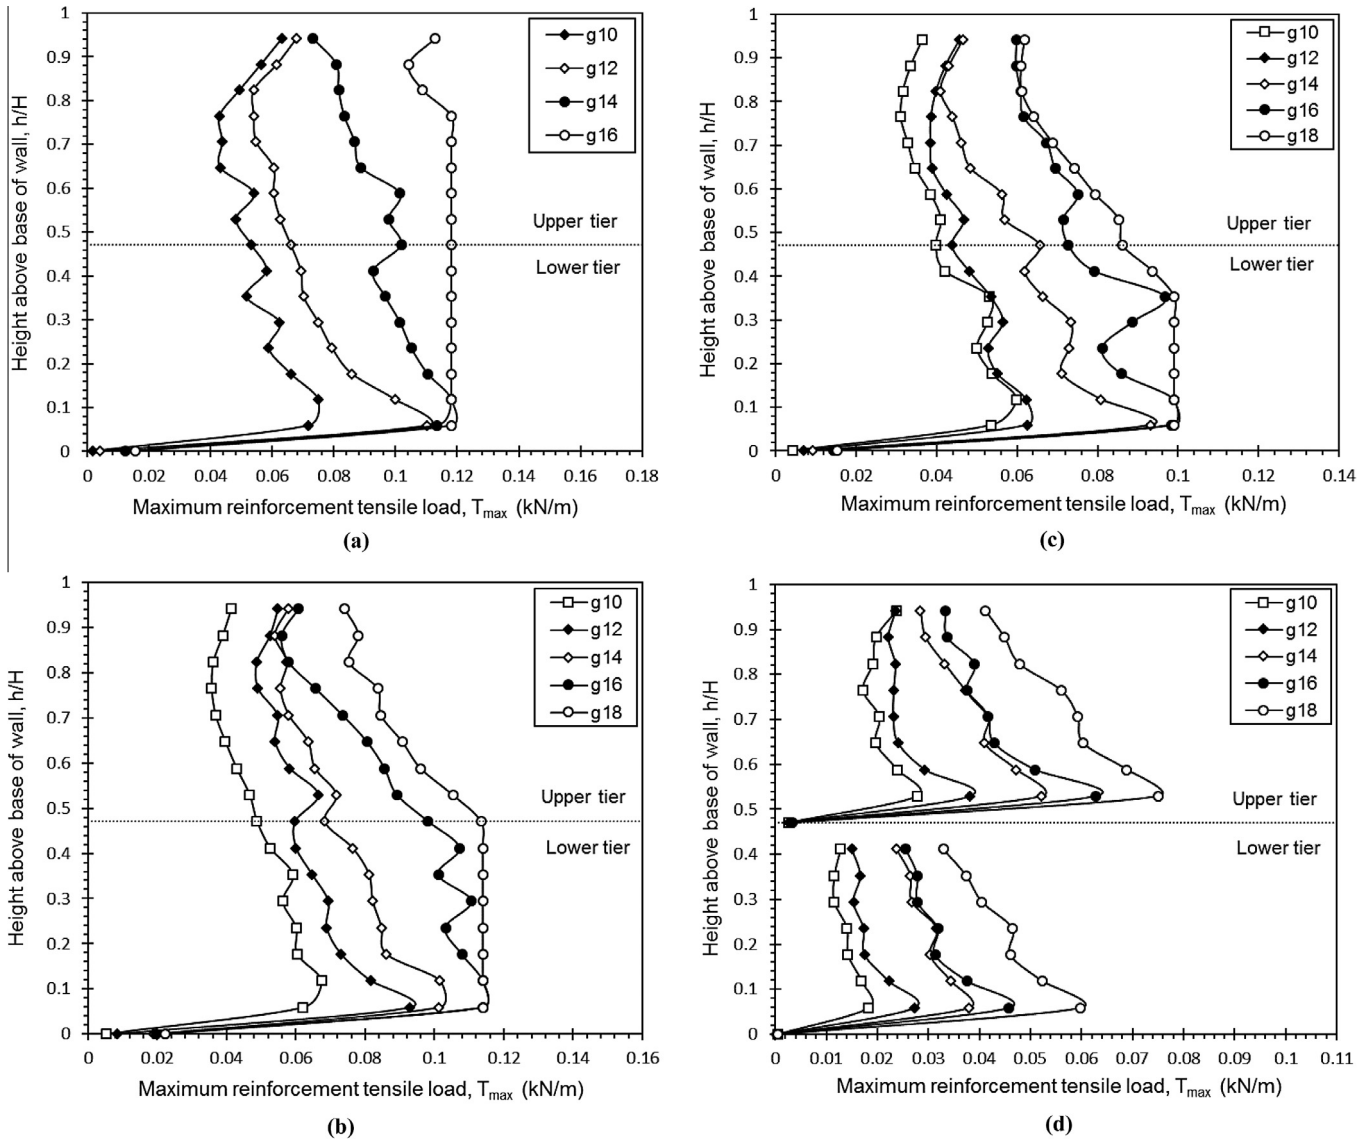 Height above base of wall, h/H
1
0.9
0.8
0.7
0.6
0.5
0.4
0.3
0.2
0.1
0
g10
g12
g14
g16
Upper tier
Lower tier
0 0.02 0.04 0.06 0.08 0.1 0.12 0.14 0.16 0.18
Maximum reinforcement tensile load, Tmax (kN/m)
(a)
Height above base of wall, h/H
1
0.9
0.8
0.7
0.6
0.5
0.4
0.3
0.2
0.1
0
g10
g12
g14
g16
g18
Upper tier
Lower tier
0 0.02 0.04 0.06 0.08 0.1 0.12 0.14
Maximum reinforcement tensile load, Tmax (kN/m)
(c)
Height above base of wall, h/H
1
0.9
0.8
0.7
0.6
0.5
0.4
0.3
0.2
0.1
0
g10
g12
g14
g16
g18
Upper tier
Lower tier
0 0.02 0.04 0.06 0.08 0.1 0.12 0.14 0.16
Maximum reinforcement tensile load, Tmax (kN/m)
(b)
Height above base of wall, h/H
1
0.9
0.8
0.7
0.6
0.5
0.4
0.3
0.2
0.1
0
g10
g12
g14
g16
g18
Upper tier
Lower tier
0 0.01 0.02 0.03 0.04 0.05 0.06 0.07 0.08 0.09 0.1 0.11
Maximum reinforcement tensile load, Tmax (kN/m)
(d)